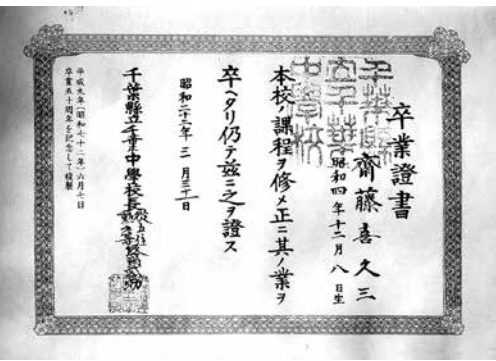 卒業證書
齋藤喜久三
昭和四年十二月八日生
本校ノ課程ヲ修メ正ニ其ノ業ヲ
卒ヘタリ仍テ茲ニ之ヲ證ス
昭和二十二年三月三十一日
千葉縣立千葉中學校長
平成九年(昭和七十二年)六月七日
卒業五十周年を記念して複製